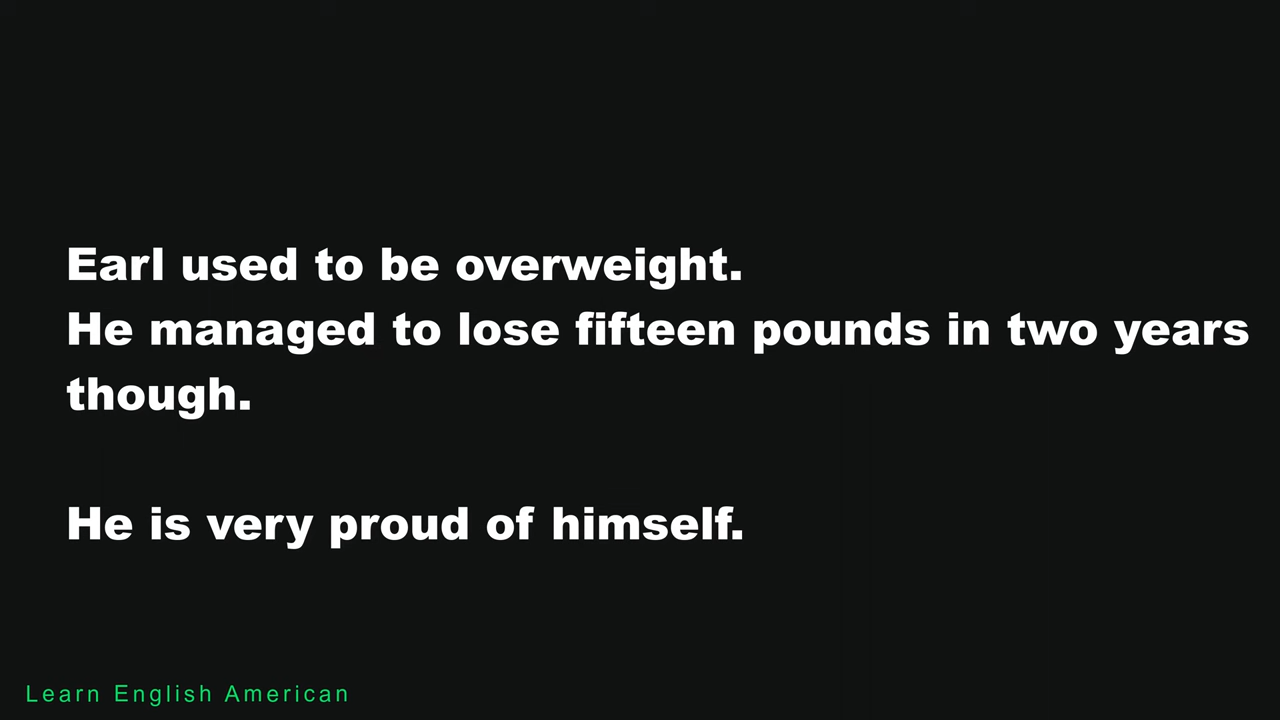 Earl used to be overweight.
He managed to lose fifteen pounds in two years
though.
He is very proud of himself.
Learn English American